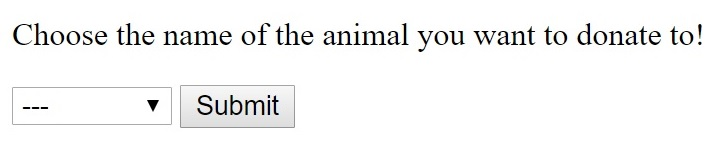 Choose the name of the animal you want to donate to!
--- Submit